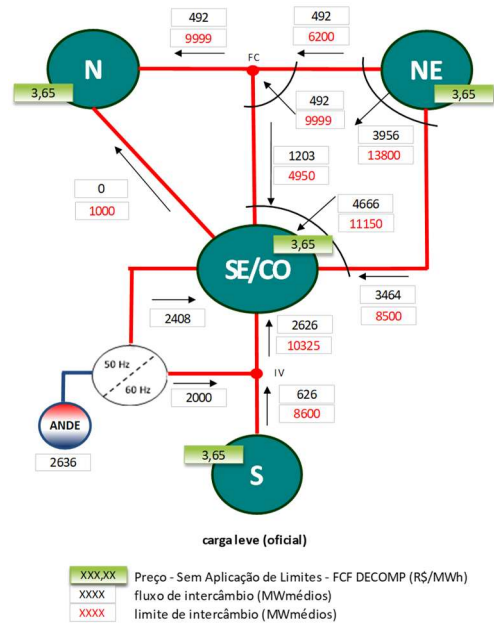 492
9999
492
6200
FC
N
NE
3,65
3,65
492
9999
3956
13800
1203
4950
0
1000
4666
11150
3,65
SE/CO
3464
8500
2408
2626
10325
50 Hz
60 Hz
2000
IV
626
8600
ANDE
2636
3,65
S
carga leve (oficial)
XXX,XX Preço - Sem Aplicação de Limites - FCF DECOMP (R$/MWh)
XXXX fluxo de intercâmbio (MWmédios)
XXXX limite de intercâmbio (MWmédios)